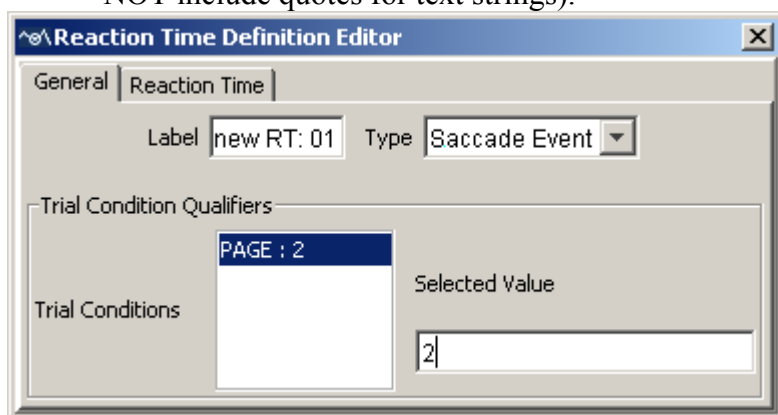 NOT include quotes for text strings).
Reaction Time Definition Editor
General Reaction Time
Label new RT: 01 Type Saccade Event
Trial Condition Qualifiers
PAGE : 2
Selected Value
Trial Conditions
2